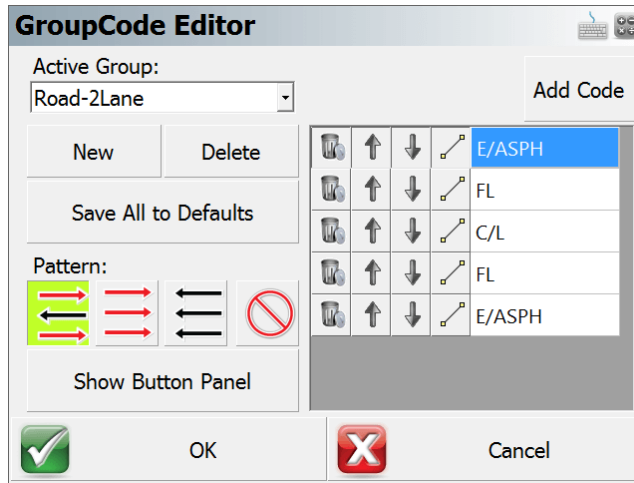 GroupCode Editor
Active Group:
Road-2Lane
Add Code
New
Delete
Save All to Defaults
Pattern:
Show Button Panel
E/ASPH
FL
C/L
FL
E/ASPH
OK
Cancel